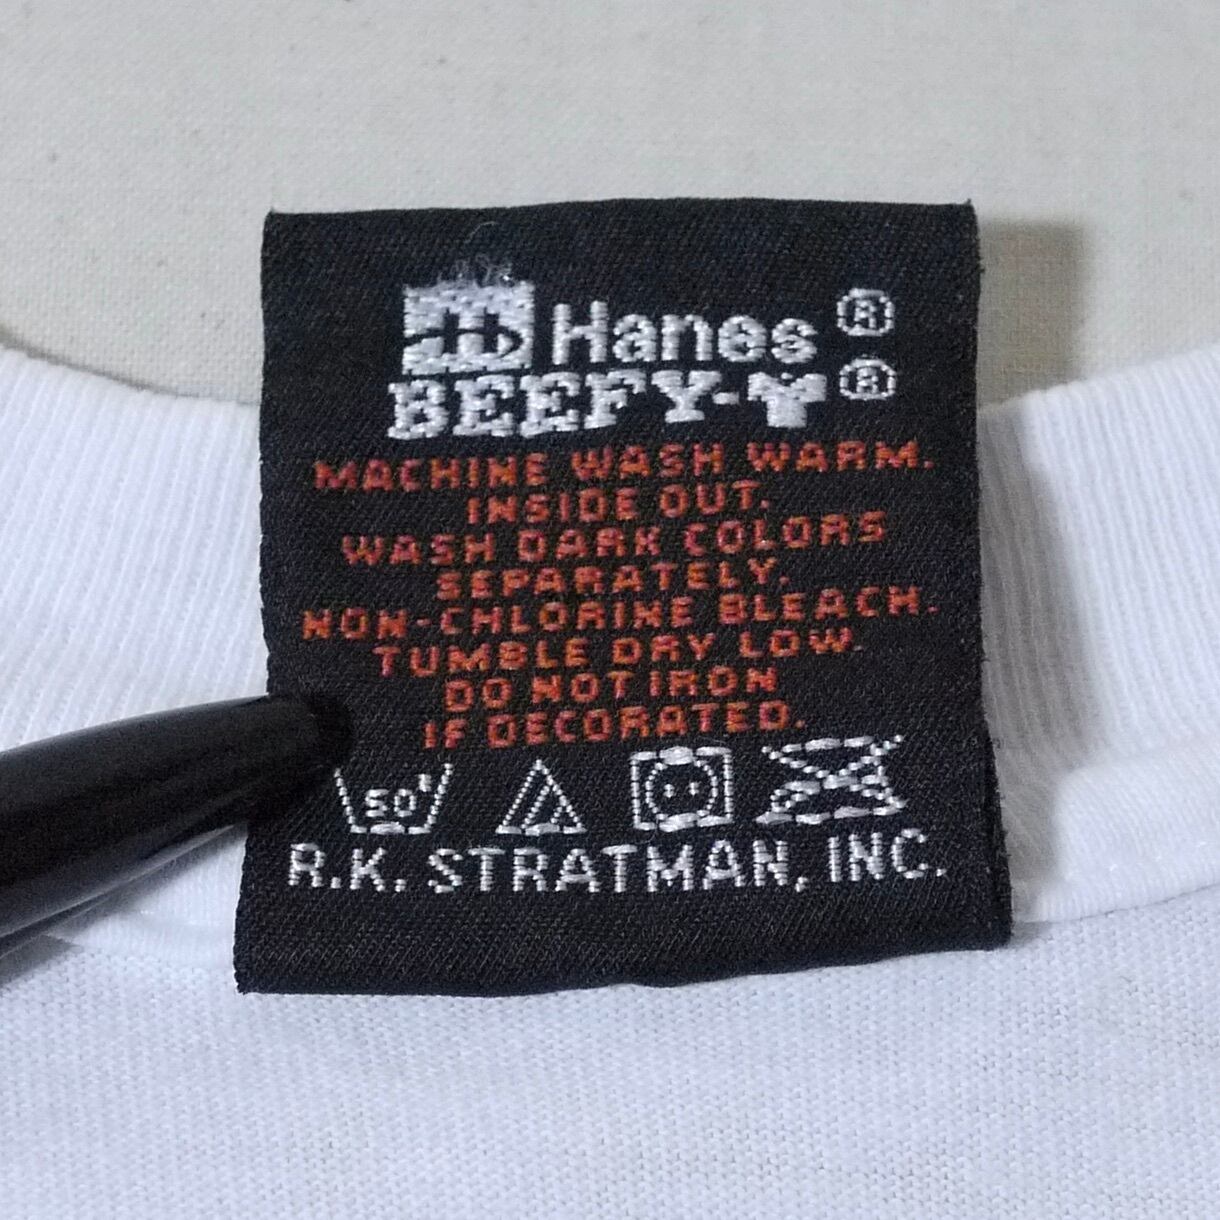 Hanes ®
BEEFY-T ®
MACHINE WASH WARM.
INSIDE OUT.
WASH DARK COLORS
SEPARATELY.
NON-CHLORINE BLEACH.
TUMBLE DRY LOW.
DO NOT IRON
IF DECORATED.
50°
R.K. STRATMAN, INC.